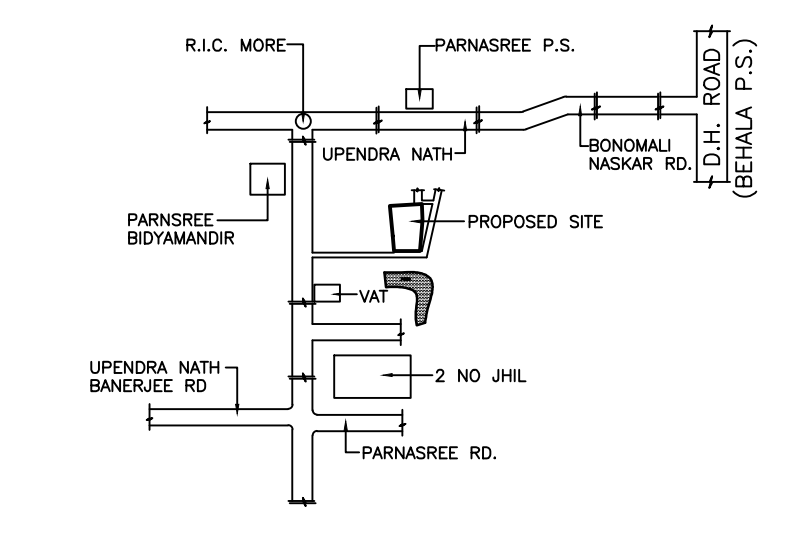 R.I.C. MORE
PARNASREE P.S.
D.H. ROAD
(BEHALA P.S.)
UPENDRA NATH
BONOMALI
NASKAR RD.
PARNSREE
BIDYAMANDIR
PROPOSED SITE
VAT
UPENDRA NATH
BANERJEE RD
2 NO JHIL
PARNASREE RD.